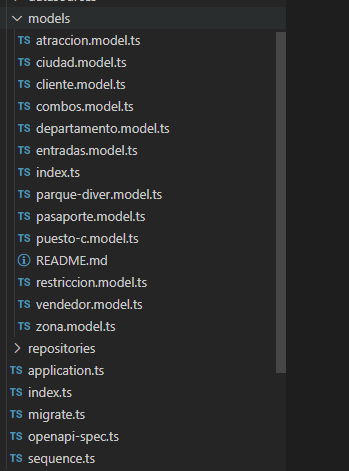 models
TS atraccion.model.ts
TS ciudad.model.ts
TS cliente.model.ts
TS combos.model.ts
TS departamento.model.ts
TS entradas.model.ts
TS index.ts
TS parque-diver.model.ts
TS pasaporte.model.ts
TS puesto-c.model.ts
README.md
TS restriccion.model.ts
TS vendedor.model.ts
TS zona.model.ts
repositories
TS application.ts
TS index.ts
TS migrate.ts
TS openapi-spec.ts
TS sequence.ts